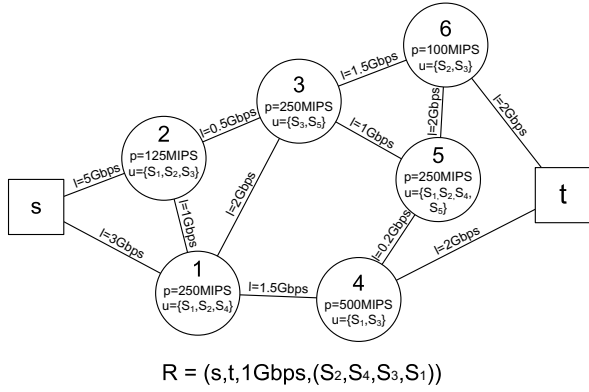 6
p=100MIPS
u={S₂,S₃}
l=1.5Gbps
3
p=250MIPS
u={S₃,S₅}
l=2Gbps
l=2Gbps
l=0.5Gbps
l=1Gbps
2
p=125MIPS
u={S₁,S₂,S₃}
5
p=250MIPS
u={S₁,S₂,S₄,
S₅}
l=5Gbps
s
t
l=2Gbps
l=1Gbps
l=3Gbps
l=0.2Gbps
l=2Gbps
1
p=250MIPS
u={S₁,S₂,S₄}
l=1.5Gbps
4
p=500MIPS
u={S₁,S₃}
R = (s,t,1Gbps,(S₂,S₄,S₃,S₁))